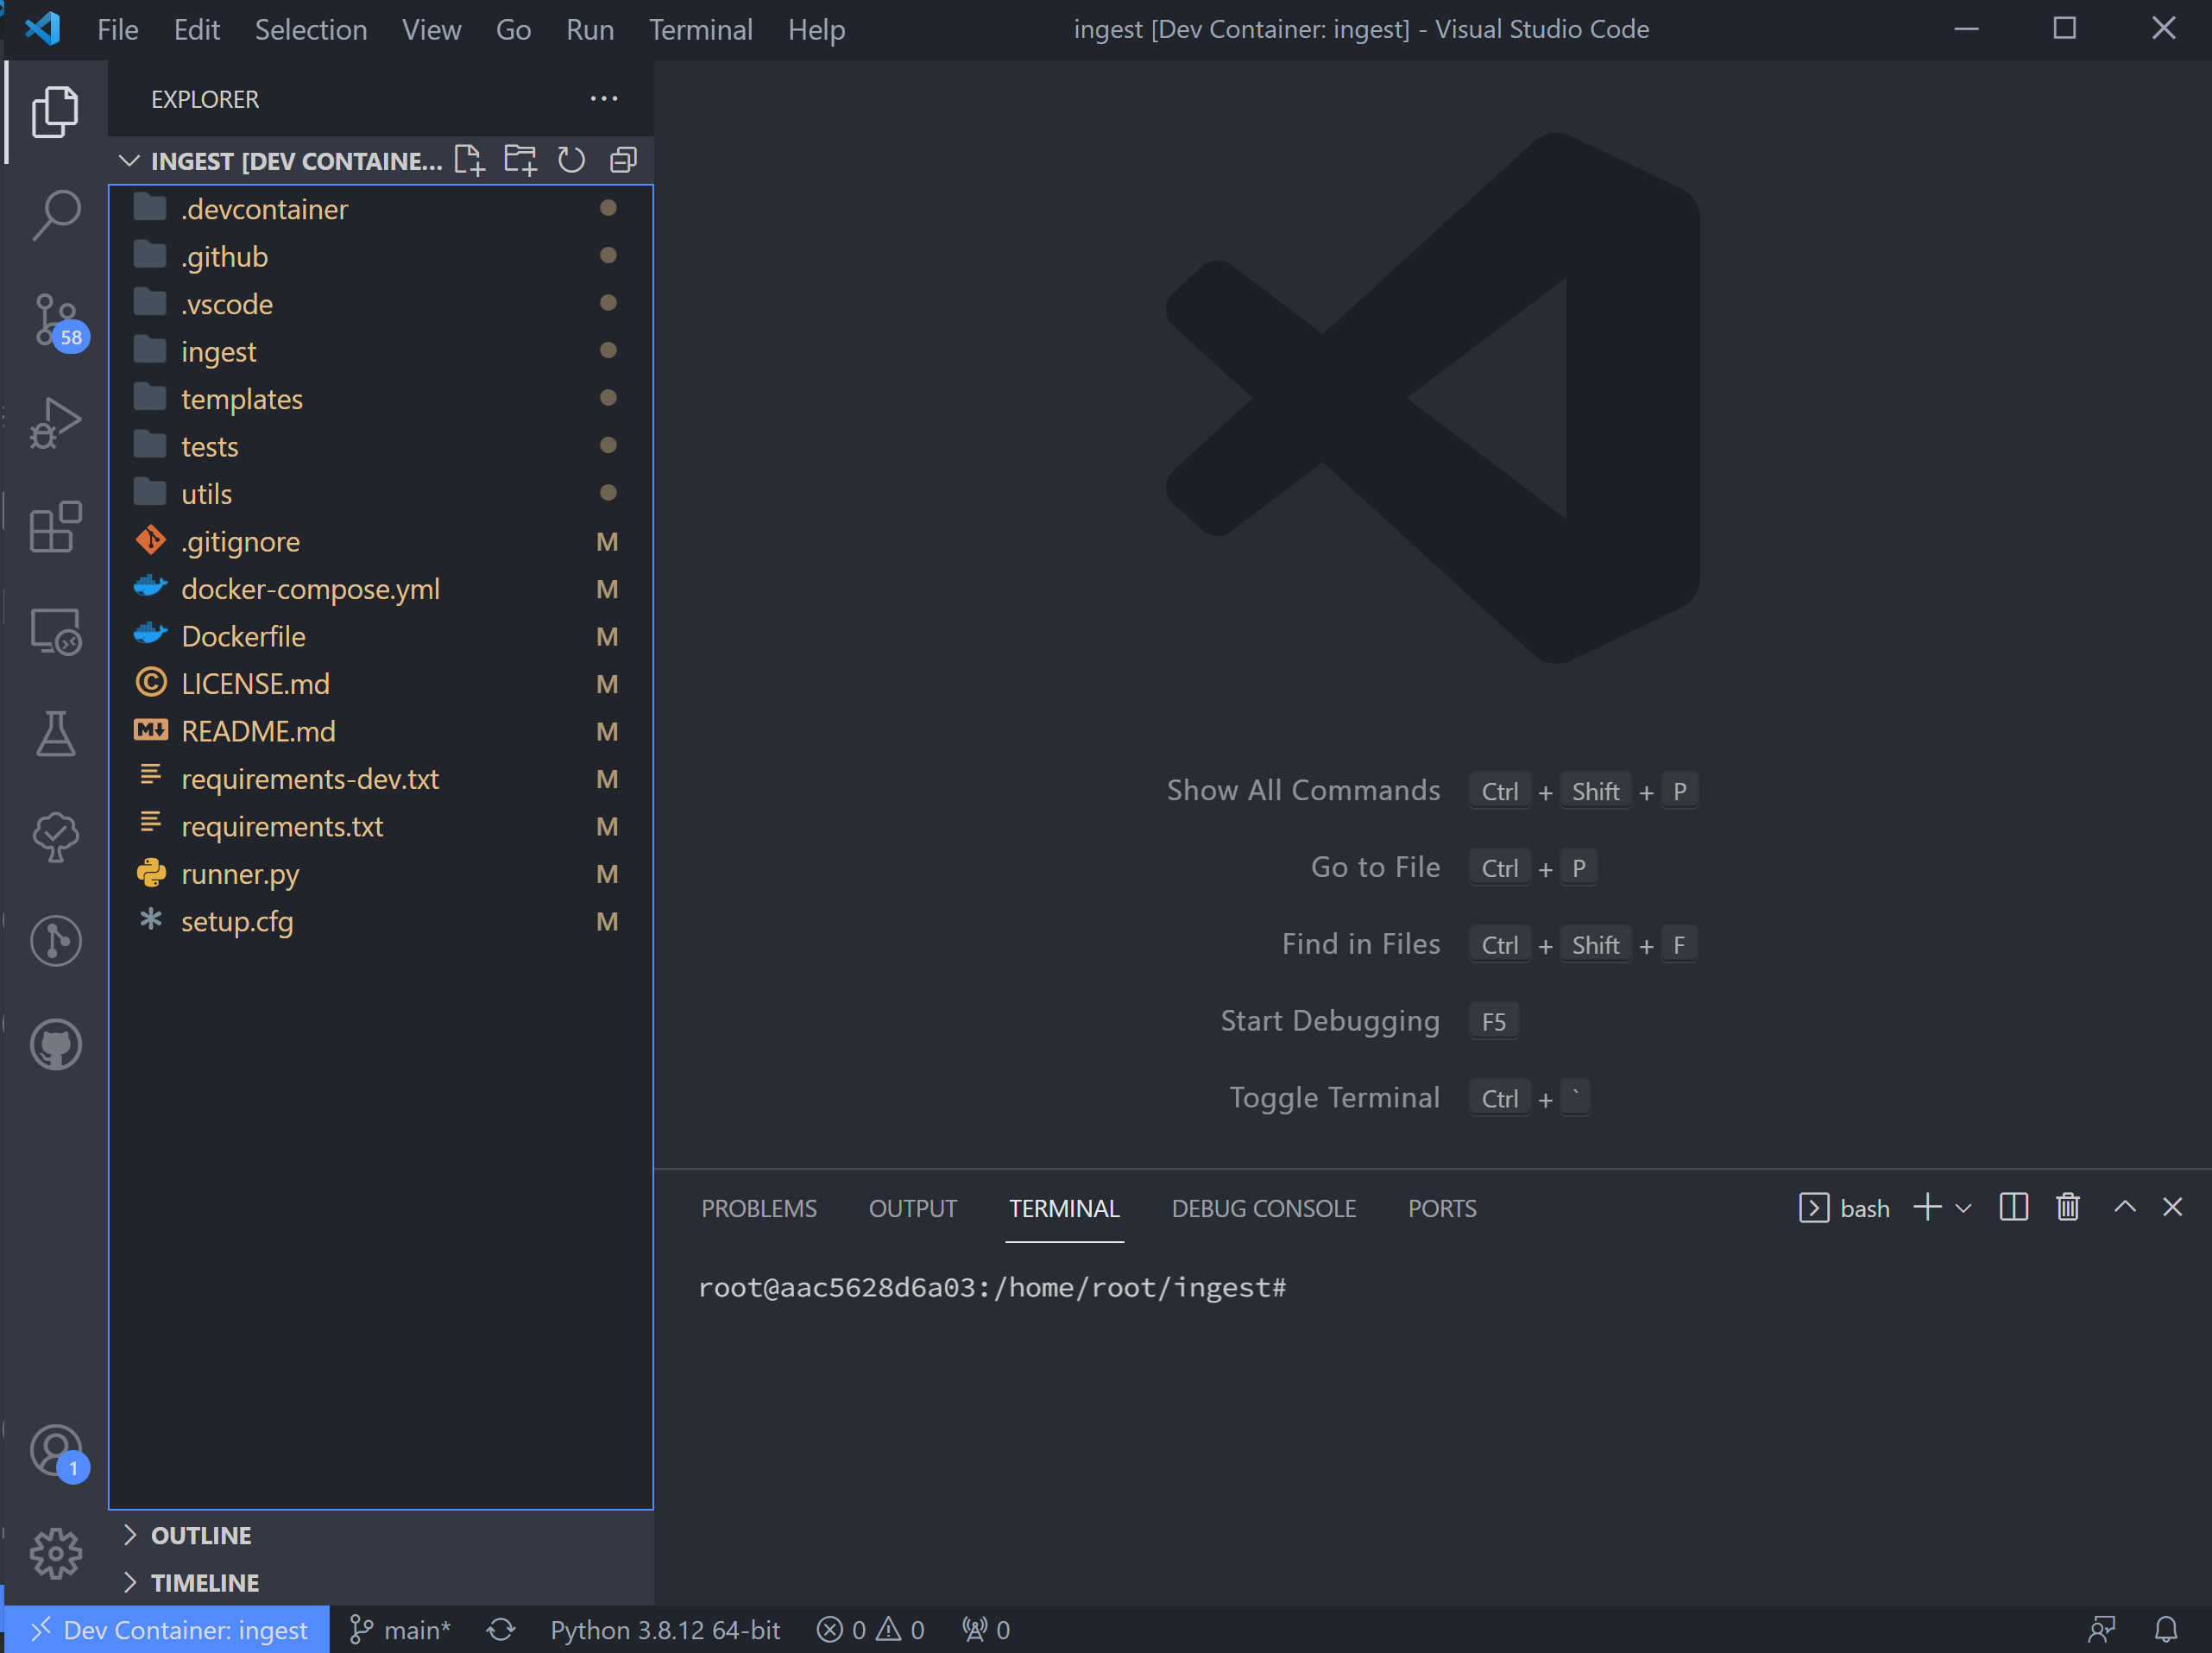 File Edit Selection View Go Run Terminal Help ingest [Dev Container: ingest] - Visual Studio Code
EXPLORER
INGEST [DEV CONTAINE...
.devcontainer
.github
.vscode
58
ingest
templates
tests
utils
.gitignore M
docker-compose.yml M
Dockerfile M
LICENSE.md M
README.md M
requirements-dev.txt M
requirements.txt M
runner.py M
setup.cfg M
1
OUTLINE
TIMELINE
Show All Commands Ctrl + Shift + P
Go to File Ctrl + P
Find in Files Ctrl + Shift + F
Start Debugging F5
Toggle Terminal Ctrl + `
PROBLEMS OUTPUT TERMINAL DEBUG CONSOLE PORTS bash
root@aac5628d6a03:/home/root/ingest#
Dev Container: ingest main* Python 3.8.12 64-bit 0 0 0